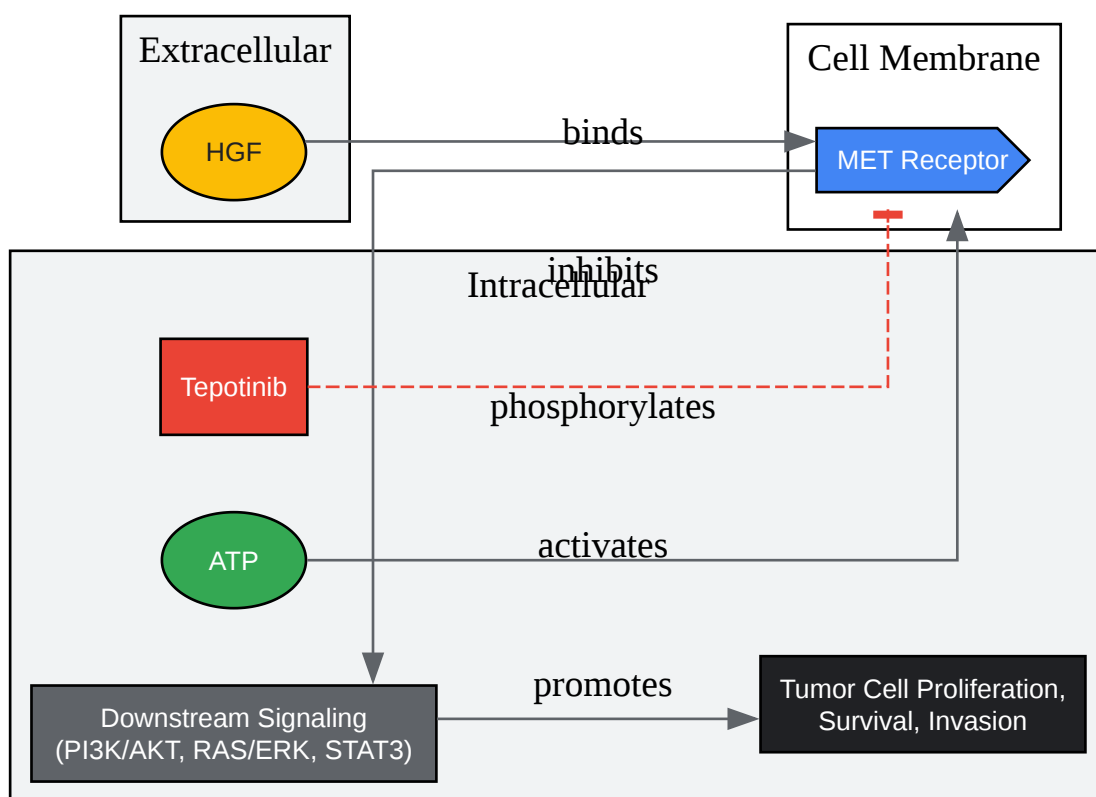 Extracellular
Cell Membrane
HGF
binds
MET Receptor
inhibits
Intracellular
Tepotinib
phosphorylates
ATP
activates
promotes
Downstream Signaling
(PI3K/AKT, RAS/ERK, STAT3)
Tumor Cell Proliferation,
Survival, Invasion